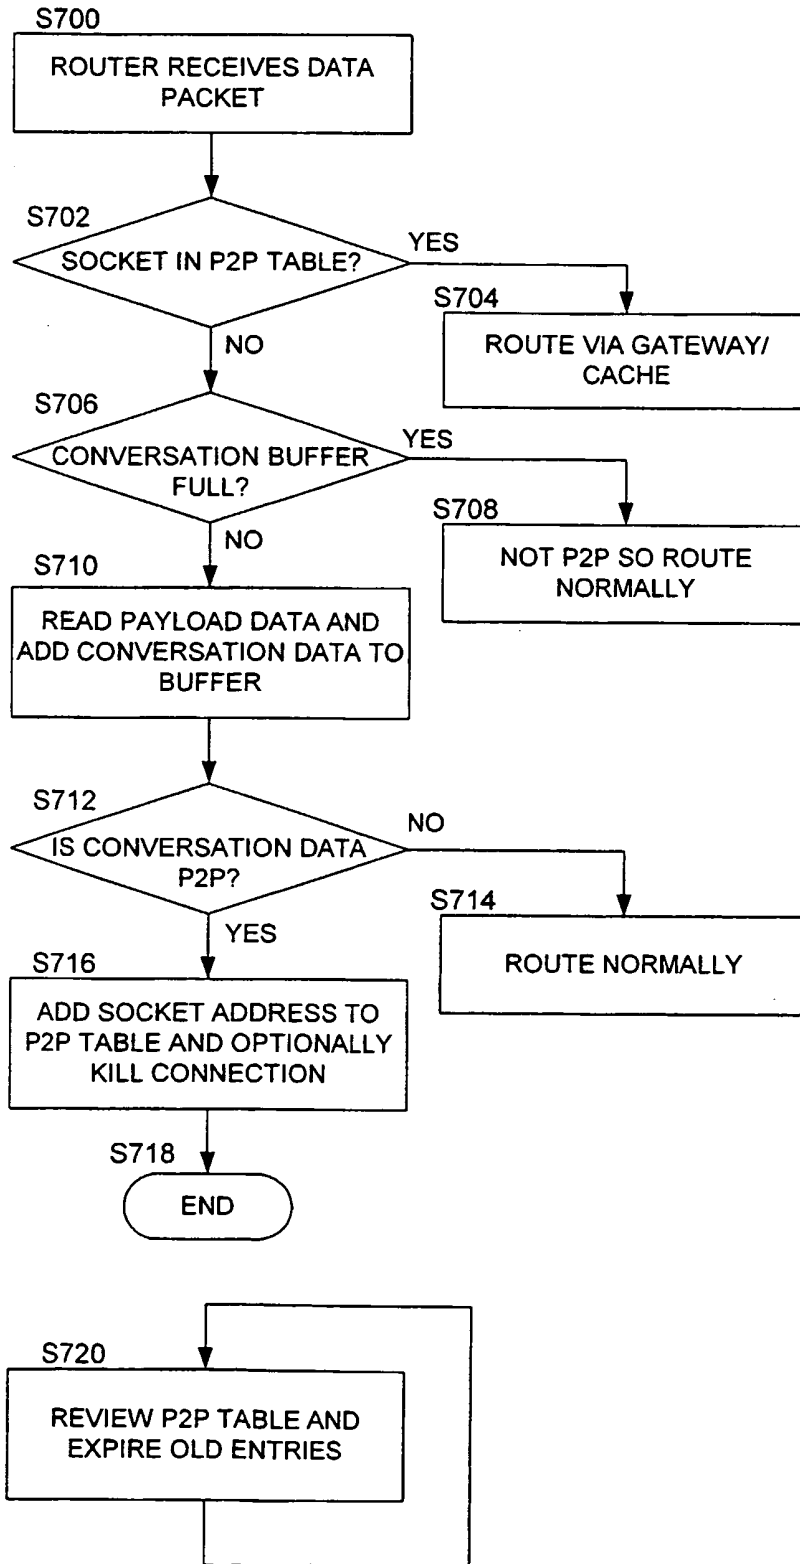 S700
ROUTER RECEIVES DATA
PACKET
S702
SOCKET IN P2P TABLE?
YES
S704
ROUTE VIA GATEWAY/
CACHE
NO
S706
CONVERSATION BUFFER
FULL?
YES
S708
NOT P2P SO ROUTE
NORMALLY
NO
S710
READ PAYLOAD DATA AND
ADD CONVERSATION DATA TO
BUFFER
S712
IS CONVERSATION DATA
P2P?
NO
S714
ROUTE NORMALLY
YES
S716
ADD SOCKET ADDRESS TO
P2P TABLE AND OPTIONALLY
KILL CONNECTION
S718
END
S720
REVIEW P2P TABLE AND
EXPIRE OLD ENTRIES